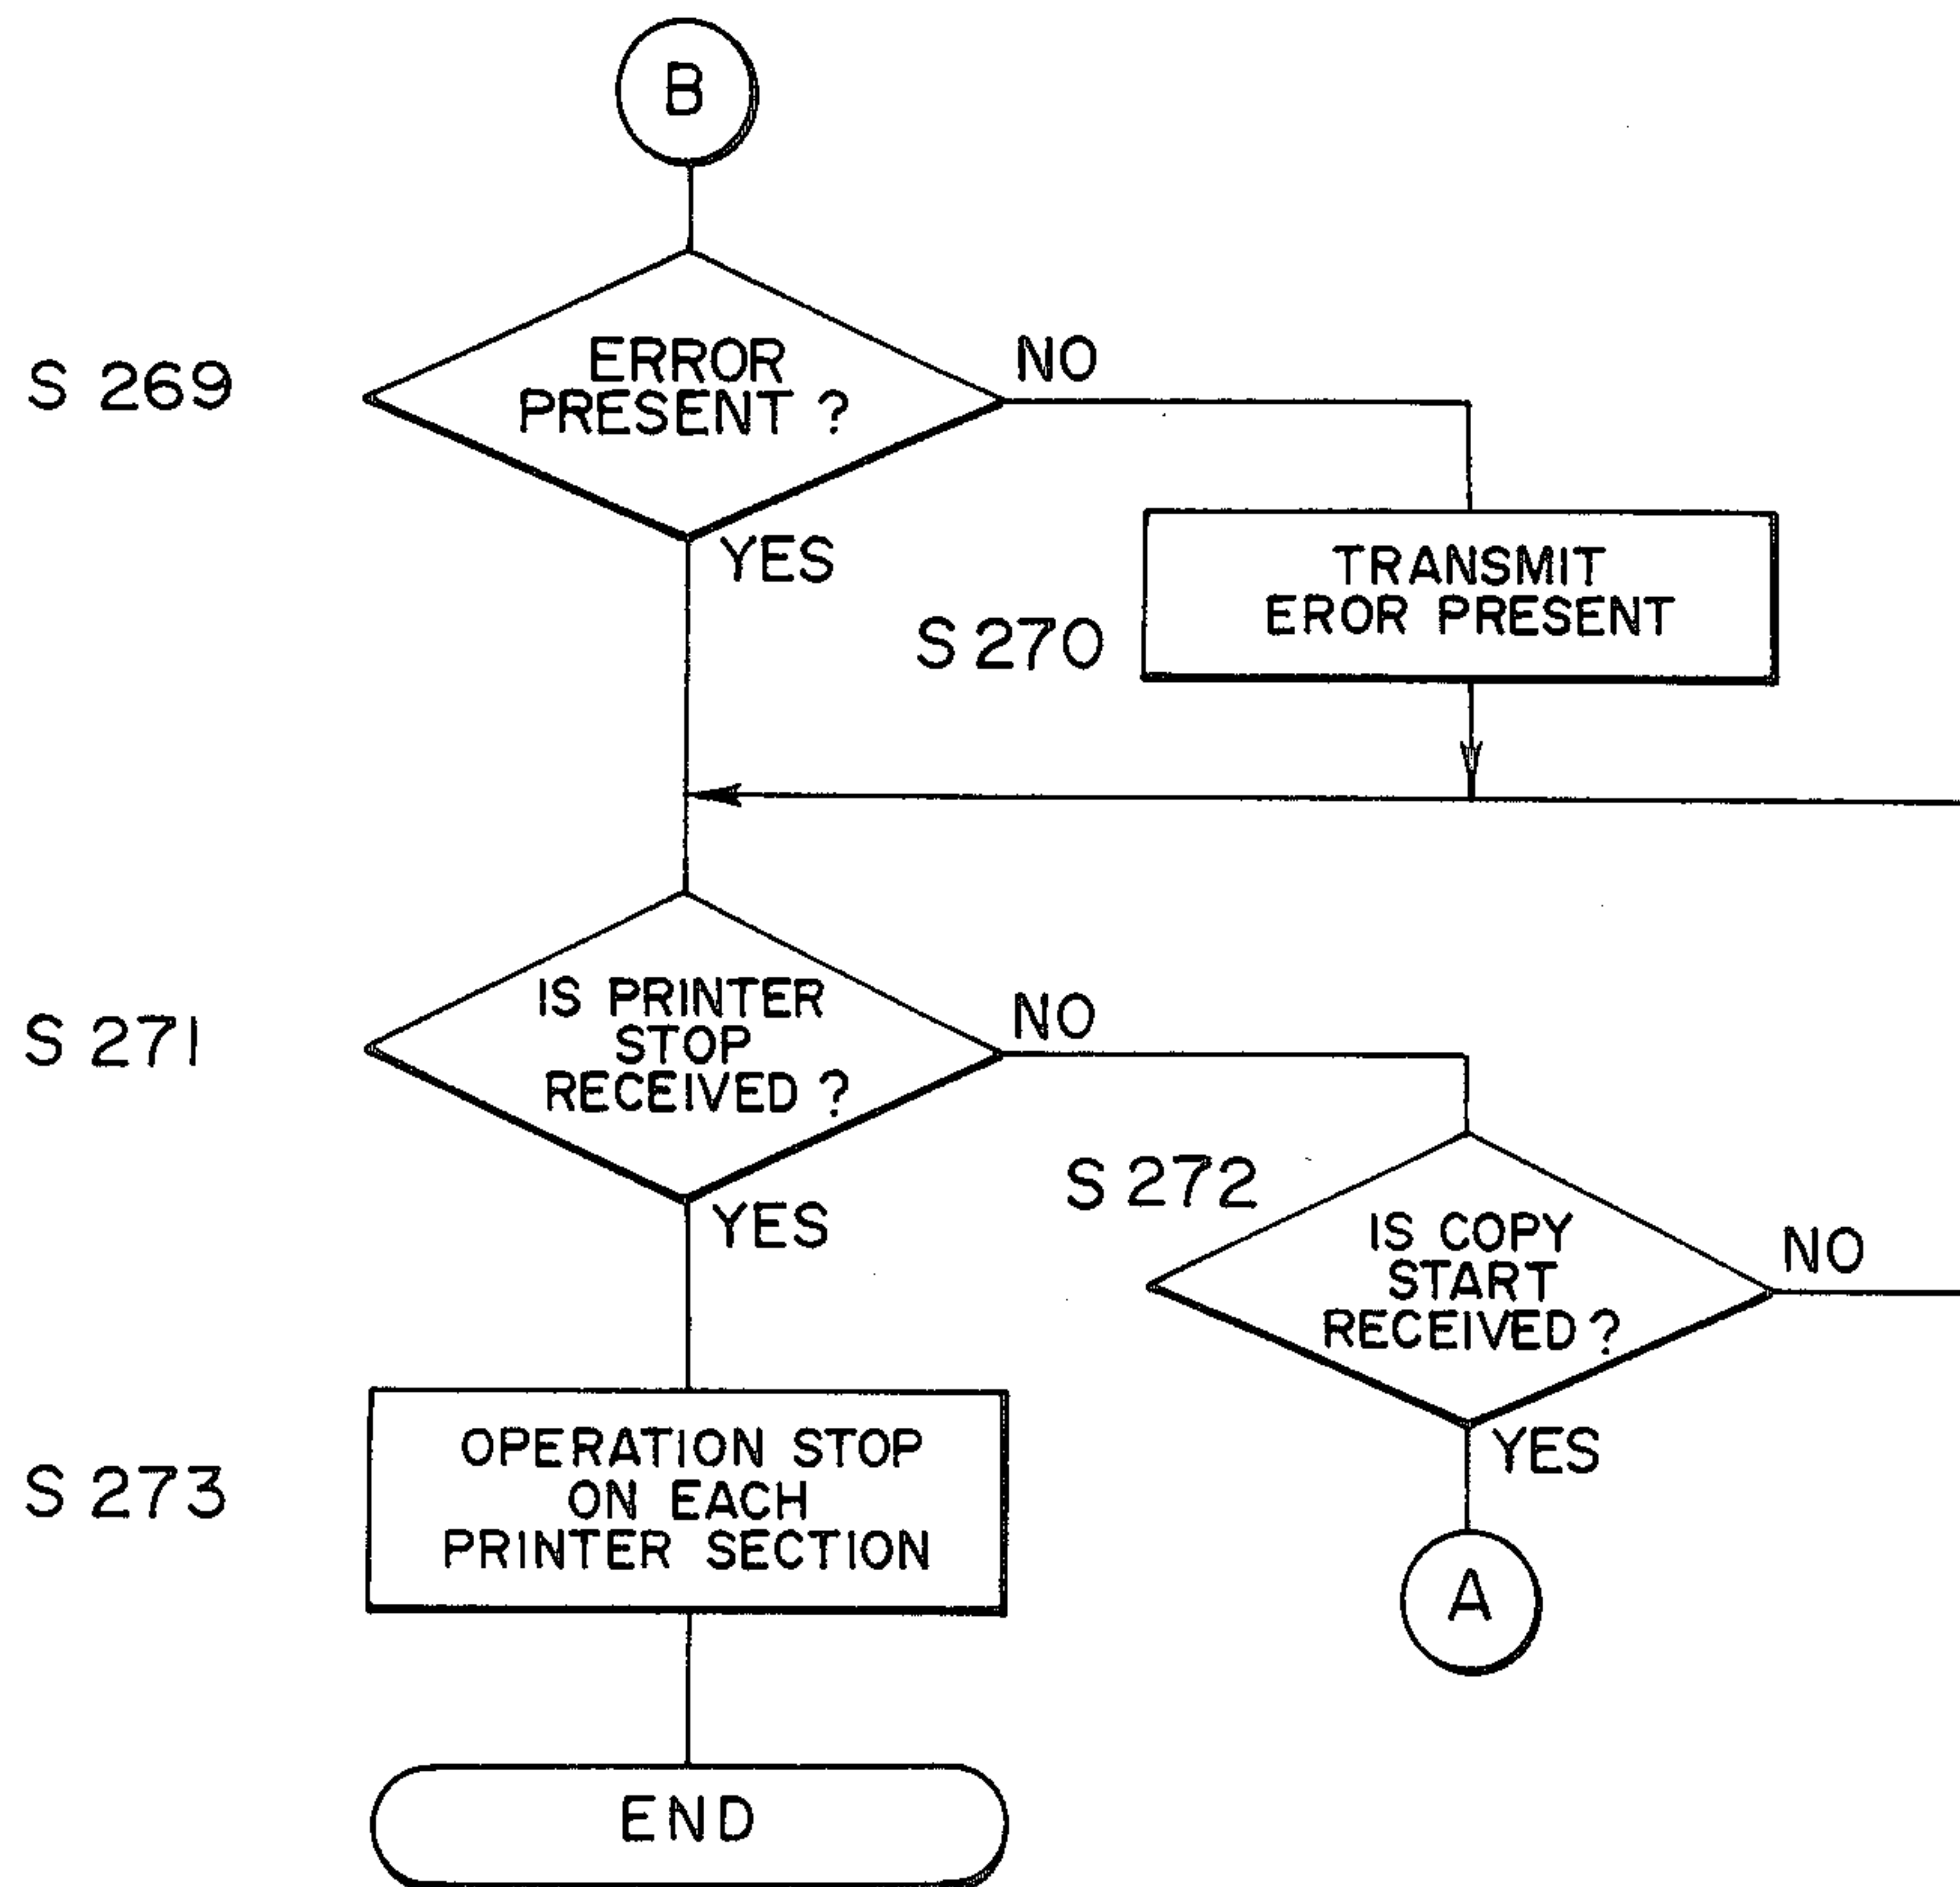 B
S 269
ERROR
PRESENT ?
NO
YES
TRANSMIT
EROR PRESENT
S 270
S 271
IS PRINTER
STOP
RECEIVED ?
NO
YES
S 272
IS COPY
START
RECEIVED ?
NO
YES
S 273
OPERATION STOP
ON EACH
PRINTER SECTION
A
END